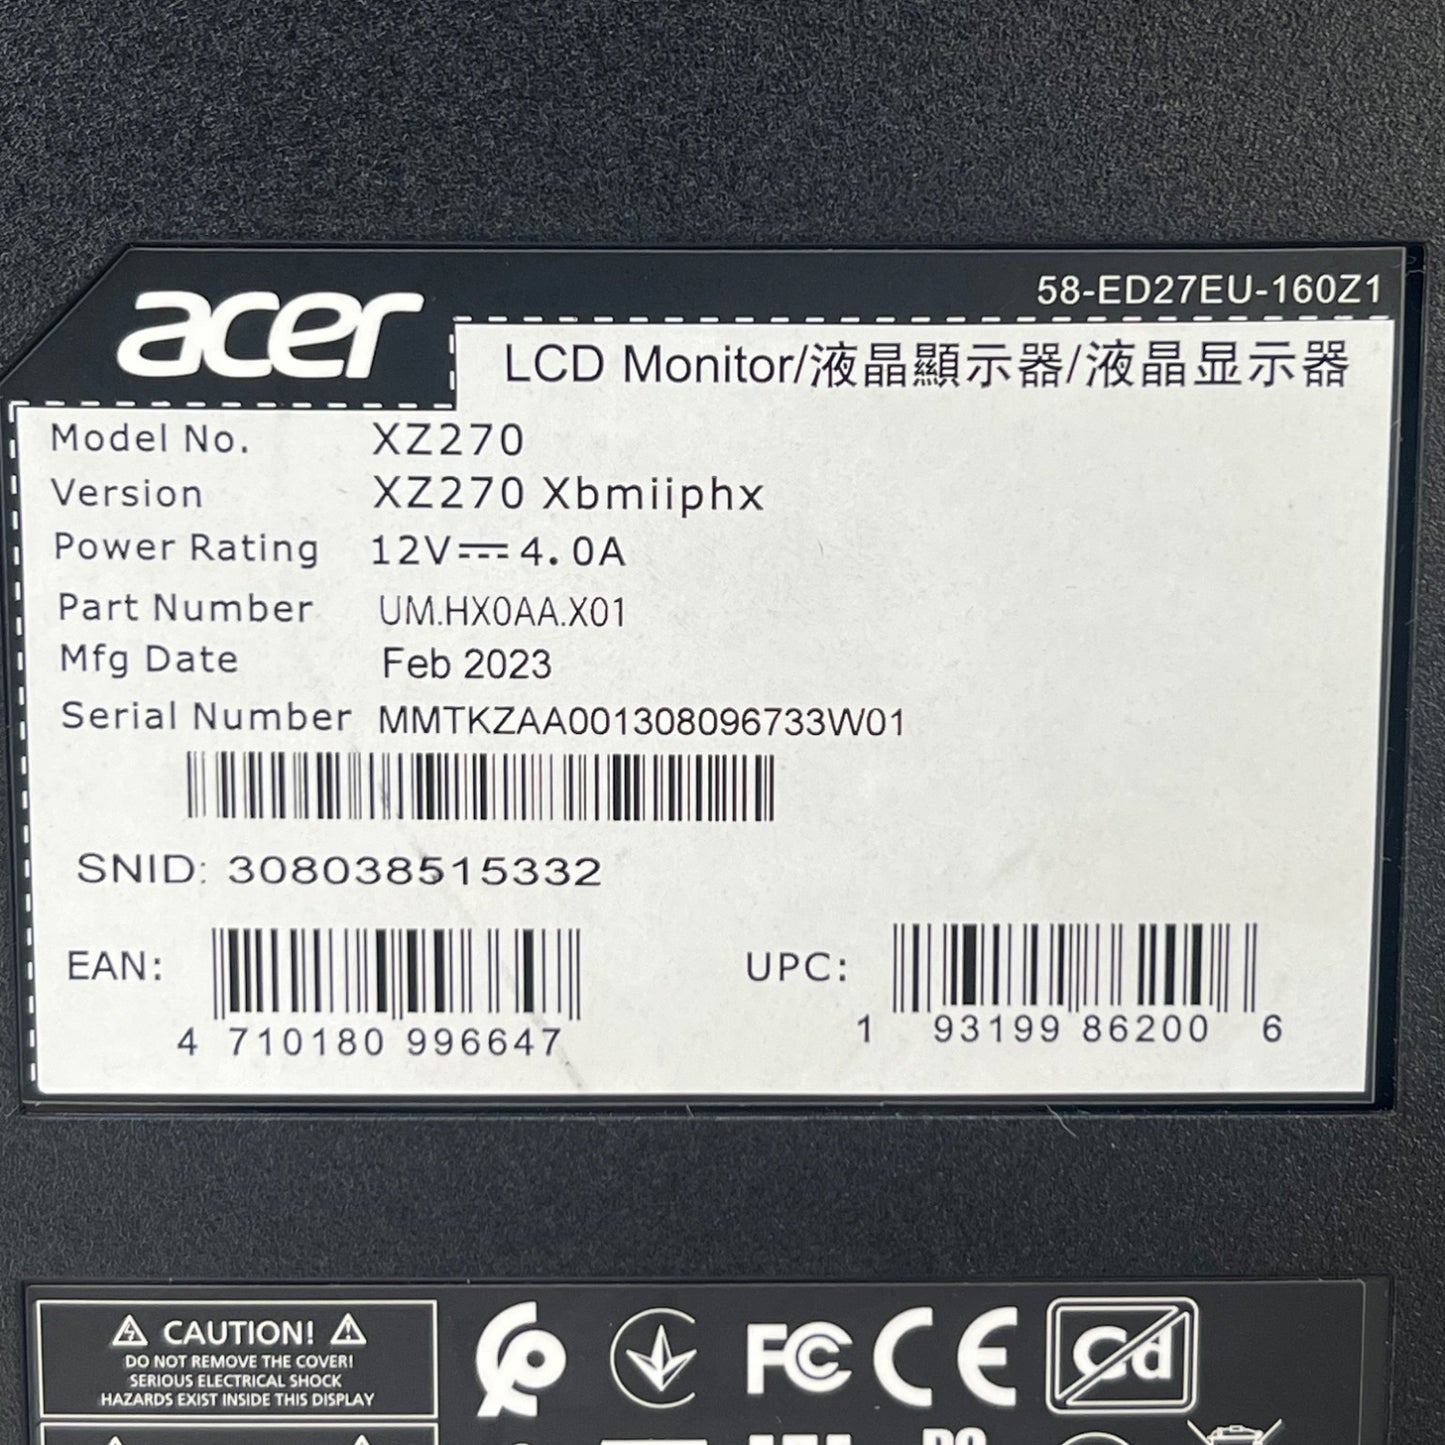 acer
58-ED27EU-160Z1
LCD Monitor/液晶顯示器/液晶显示器
Model No. XZ270
Version XZ270 Xbmiiphx
Power Rating 12V⎓4.0A
Part Number UM.HX0AA.X01
Mfg Date Feb 2023
Serial Number MMTKZAA001308096733W01
SNID: 308038515332
EAN: 4 710180 996647
UPC: 1 93199 86200 6
CAUTION!
DO NOT REMOVE THE COVER!
SERIOUS ELECTRICAL SHOCK
HAZARDS EXIST INSIDE THIS DISPLAY
FC CE Cd